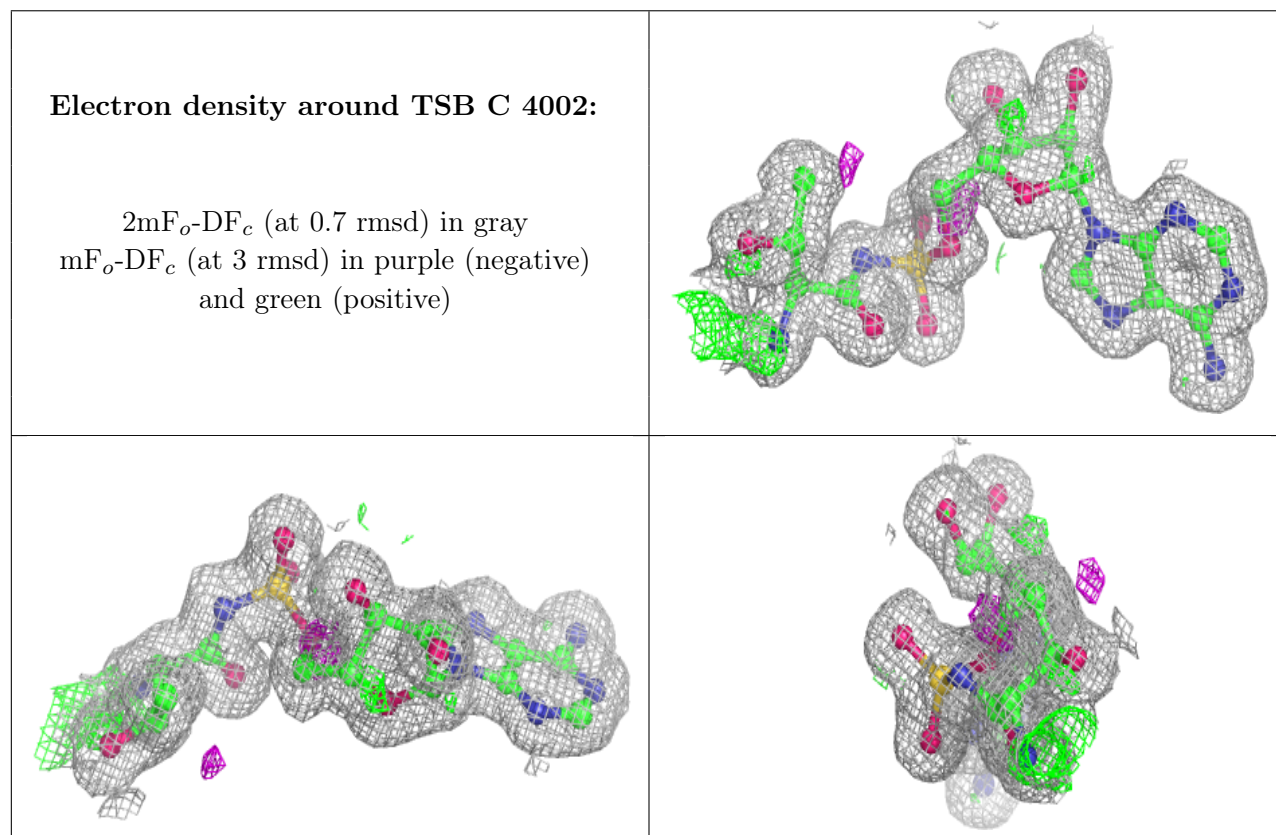 Electron density around TSB C 4002:
2mFo-DFc (at 0.7 rmsd) in gray
mFo-DFc (at 3 rmsd) in purple (negative)
and green (positive)